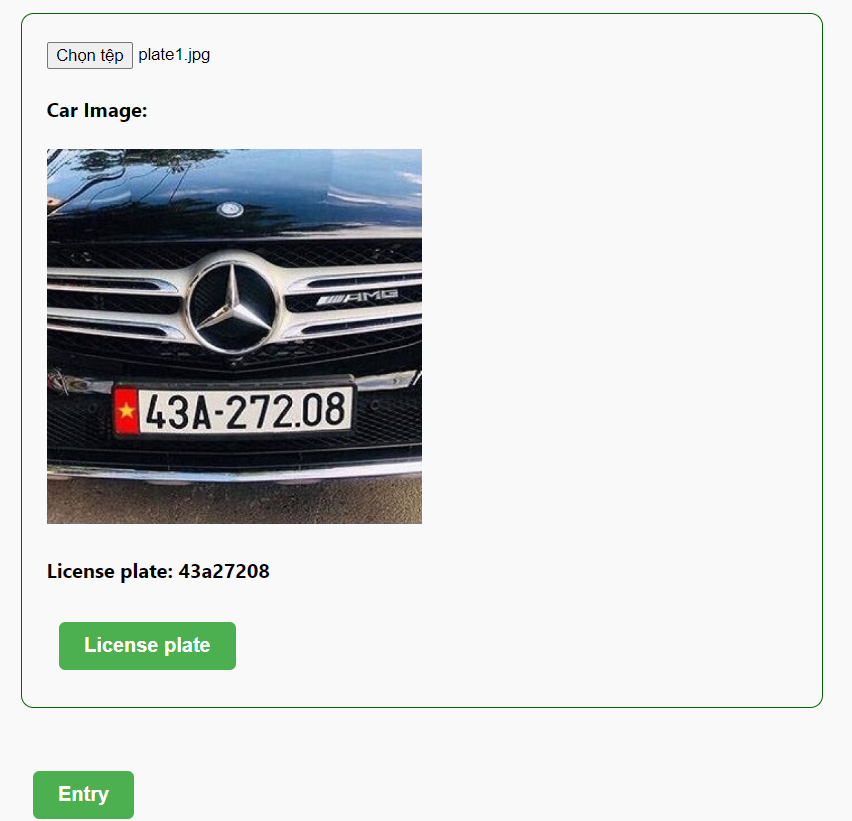 Chọn tệp plate1.jpg
Car Image:
AMG
43A-272.08
License plate: 43a27208
License plate
Entry